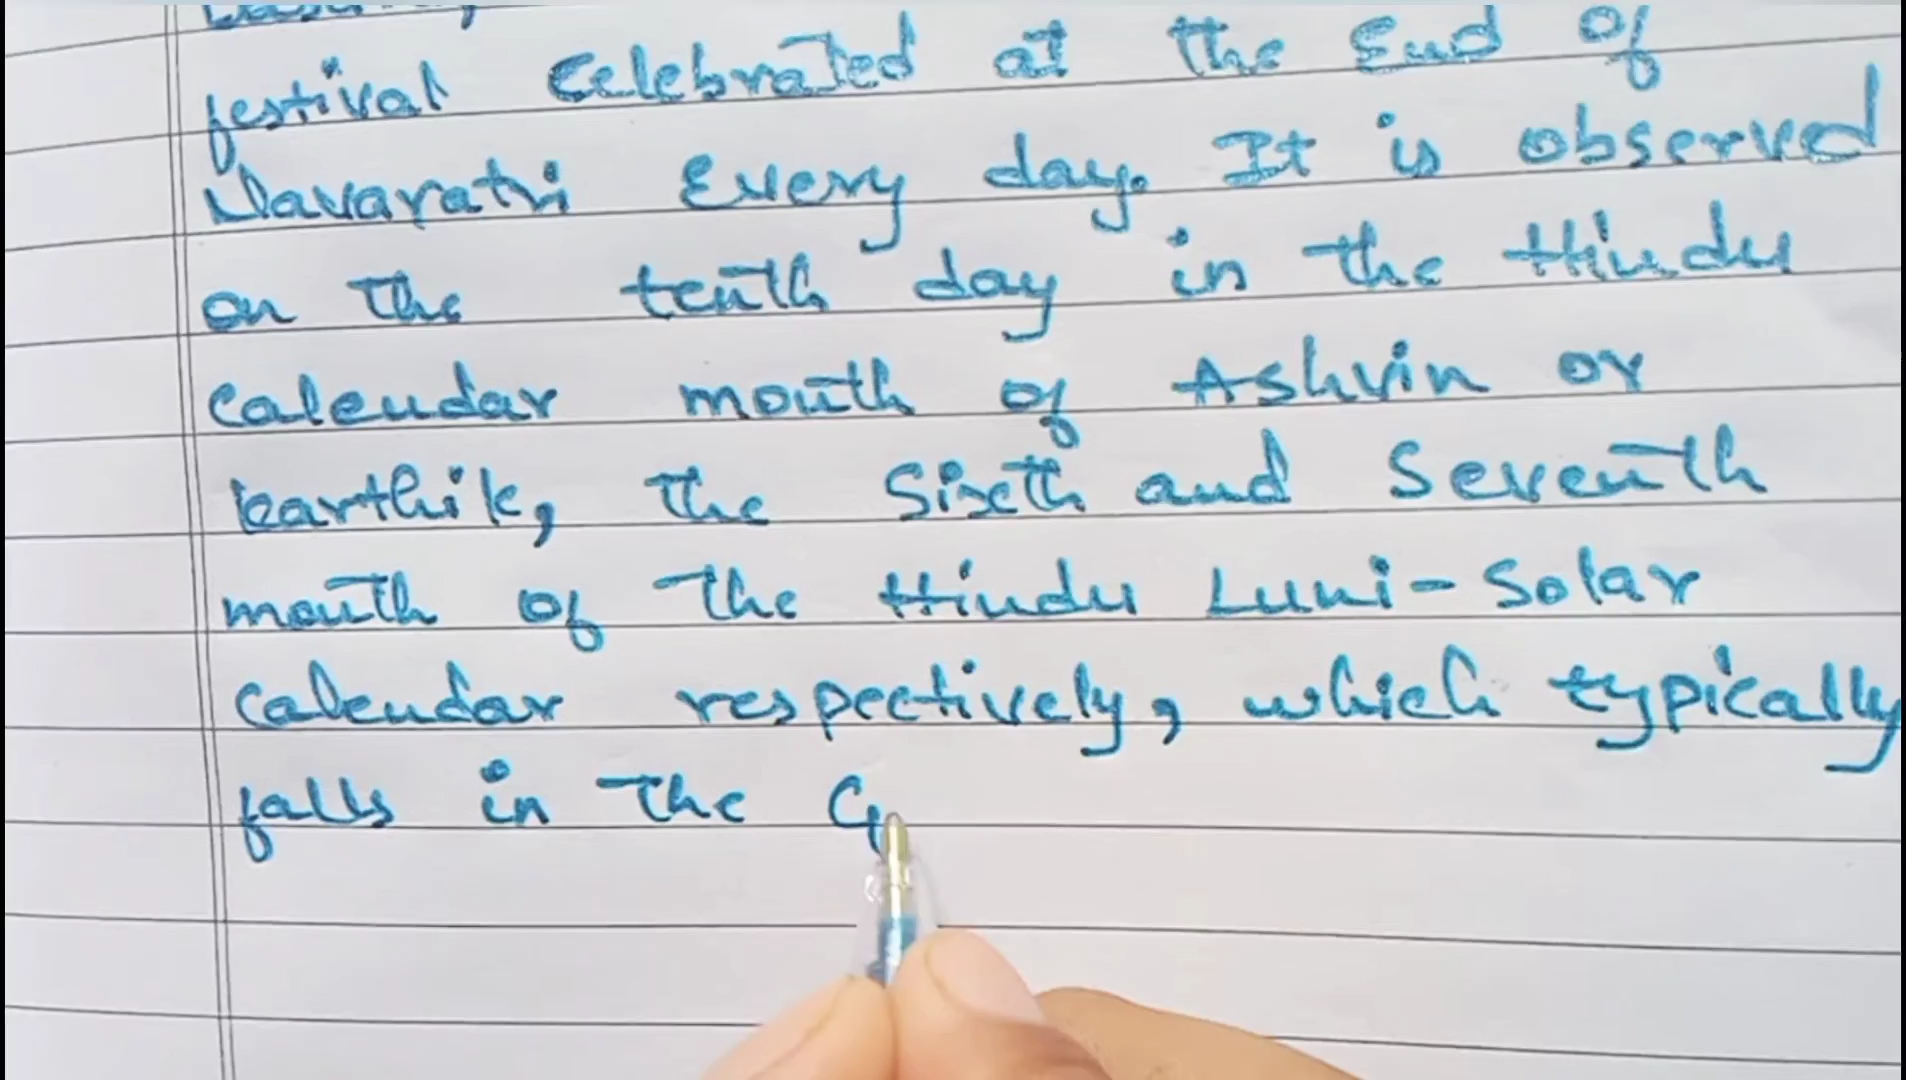 festival celebrated at the End of
Navaratri Every day. It is observed
on the tenth day in the Hindu
calendar month of Ashvin or
karthik, the Sixth and Seventh
month of the Hindu Luni-Solar
calendar respectively, which typically
falls in the G